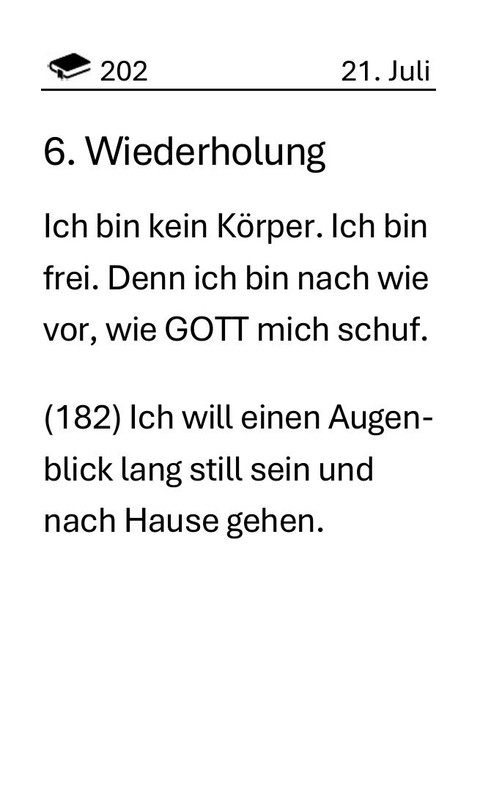 202 21. Juli
6. Wiederholung
Ich bin kein Körper. Ich bin
frei. Denn ich bin nach wie
vor, wie GOTT mich schuf.
(182) Ich will einen Augen-
blick lang still sein und
nach Hause gehen.